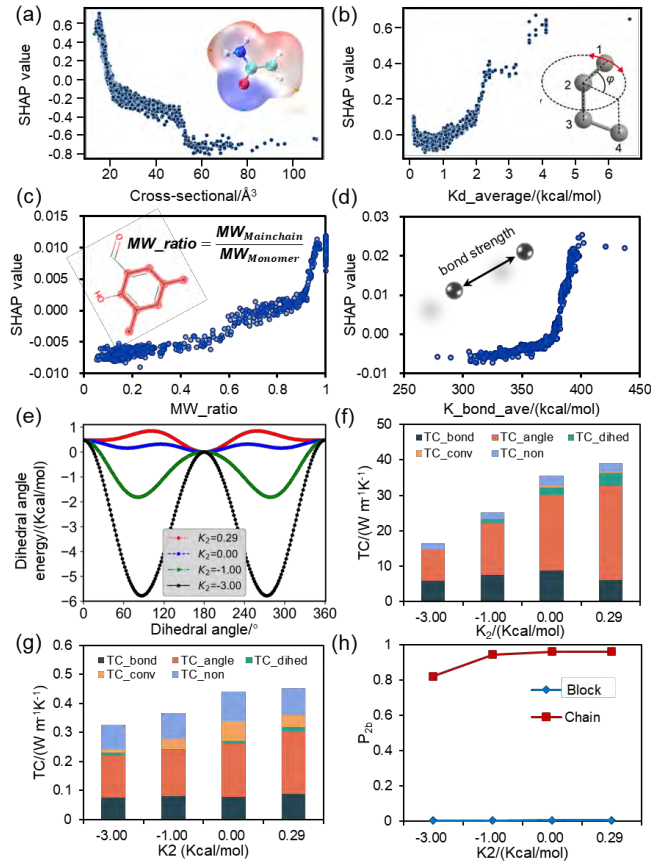 (a)
0.6
0.4
0.2
0.0
-0.2
-0.4
-0.6
-0.8
SHAP value
20 40 60 80 100
Cross-sectional/Å³
(b)
0.6
0.4
0.2
0.0
SHAP value
1
2
φ
3
4
0 1 2 3 4 5 6
Kd_average/(kcal/mol)
(c)
0.015
0.010
0.005
0.000
-0.005
-0.010
SHAP value
O
HO
MW_ratio = MW_Mainchain / MW_Monomer
0 0.2 0.4 0.6 0.8 1
MW_ratio
(d)
0.03
0.02
0.01
0.00
-0.01
SHAP value
bond strength
250 300 350 400 450
K_bond_ave/(kcal/mol)
(e)
1
0
−1
−2
−3
−4
−5
−6
Dihedral angle
energy/(Kcal/mol)
K₂=0.29
K₂=0.00
K₂=-1.00
K₂=-3.00
0 60 120 180 240 300 360
Dihedral angle/°
(f)
50
40
30
20
10
0
TC/(W m⁻¹K⁻¹)
TC_bond TC_angle TC_dihed
TC_conv TC_non
-3.00 -1.00 0.00 0.29
K₂/(Kcal/mol)
(g)
0.6
0.5
0.4
0.3
0.2
0.1
0.0
TC/(W m⁻¹K⁻¹)
TC_bond TC_angle TC_dihed
TC_conv TC_non
-3.00 -1.00 0.00 0.29
K2 (Kcal/mol)
(h)
1
0.8
0.6
0.4
0.2
0
P₂b
Block
Chain
-3.00 -1.00 0.00 0.29
K2/(Kcal/mol)